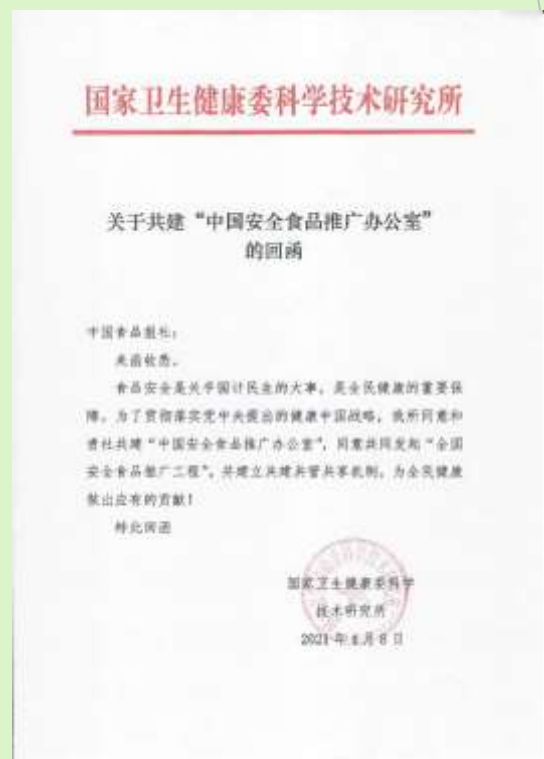 国家卫生健康委科学技术研究所
关于共建“中国安全食品推广办公室”
的回函
中国食品报社：
来函收悉。
食品安全是关乎国计民生的大事，是全民健康的重要保
障。为了贯彻落实党中央提出的健康中国战略，我所同意和
贵社共建“中国安全食品推广办公室”，同意共同发起“全国
安全食品推广工程”，并建立共建共管共享机制，为全民健康
做出应有的贡献！
特此回函
国家卫生健康委科学
技术研究所
2021年 月8日